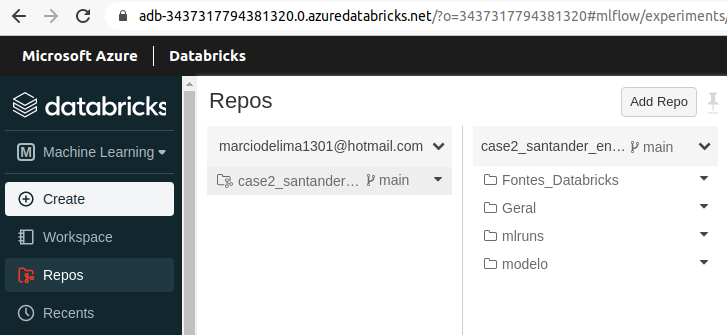 adb-3437317794381320.0.azuredatabricks.net/?o=3437317794381320#mlflow/experiments/
Microsoft Azure Databricks
databricks
M Machine Learning
Create
Workspace
Repos
Recents
Repos
Add Repo
marciodelima1301@hotmail.com
case2_santander... main
case2_santander_en... main
Fontes_Databricks
Geral
mlruns
modelo